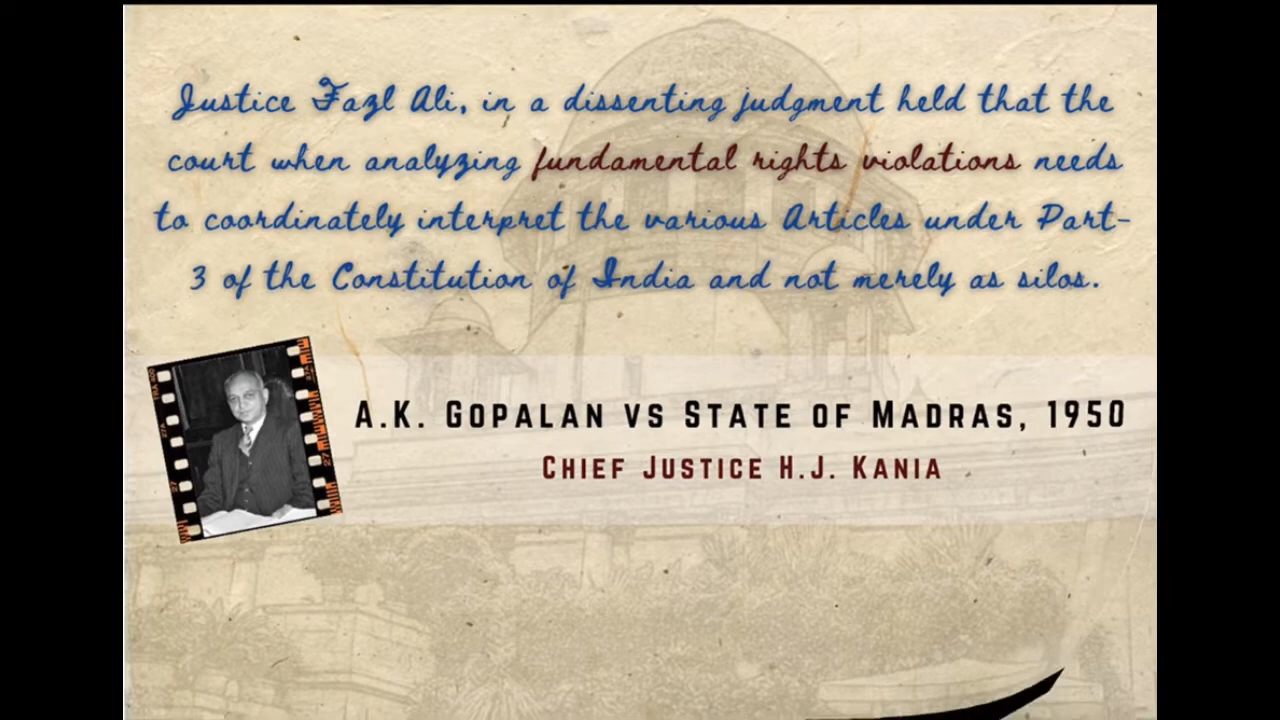 Justice Fazl Ali, in a dissenting judgment held that the
court when analyzing fundamental rights violations needs
to coordinately interpret the various Articles under Part-
3 of the Constitution of India and not merely as silos.
A.K. GOPALAN VS STATE OF MADRAS, 1950
CHIEF JUSTICE H.J. KANIA